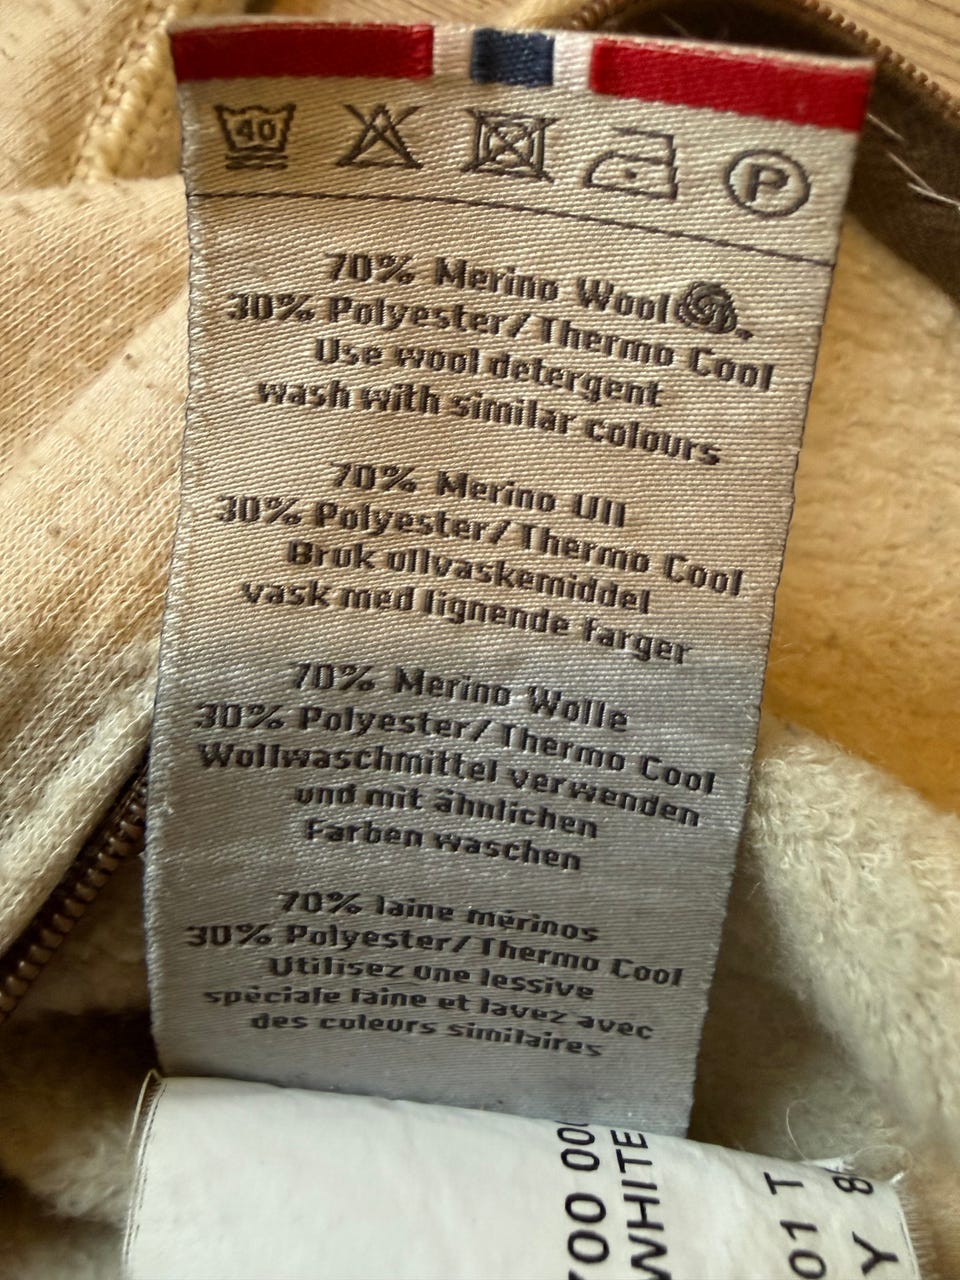 40
P
70% Merino Wool
30% Polyester/Thermo Cool
Use wool detergent
wash with similar colours
70% Merino Ull
30% Polyester/Thermo Cool
Bruk ullvaskemiddel
vask med lignende farger
70% Merino Wolle
30% Polyester/Thermo Cool
Wollwaschmittel verwenden
und mit ähnlichen
Farben waschen
70% laine mérinos
30% Polyester/Thermo Cool
Utilisez une lessive
spéciale laine et lavez avec
des couleurs similaires
WHITE
01 T
Y 8